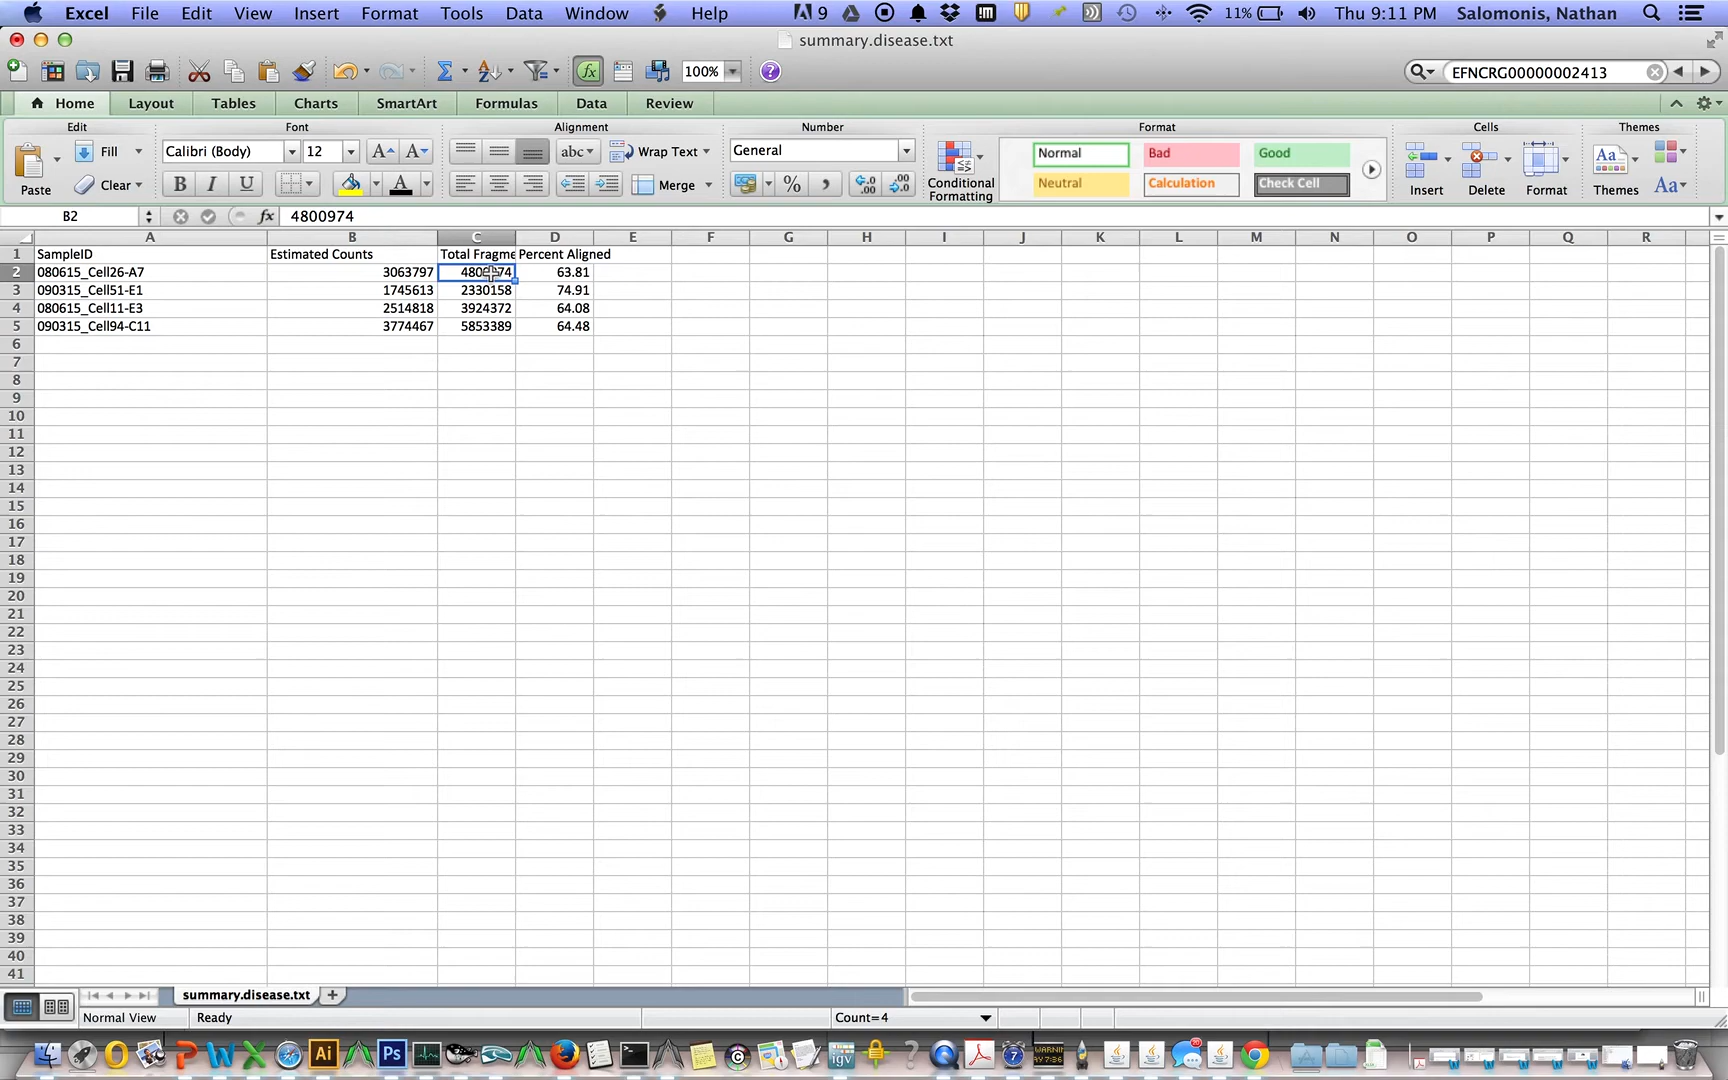 Excel File Edit View Insert Format Tools Data Window Help 9 11% Thu 9:11 PM Salomonis, Nathan
summary.disease.txt
100% EFNCRG00000002413
Home Layout Tables Charts SmartArt Formulas Data Review
Edit Font Alignment Number Format Cells Themes
Fill Calibri (Body) 12 abc Wrap Text General Normal Bad Good
Paste Clear B I U Merge % Conditional Formatting Neutral Calculation Check Cell Insert Delete Format Themes Aa
B2 fx 4800974
A B C D E F G H I J K L M N O P Q R
1 SampleID Estimated Counts Total Fragme Percent Aligned
2 080615_Cell26-A7 3063797 63.81
3 090315_Cell51-E1 1745613 2330158 74.91
4 080615_Cell11-E3 2514818 3924372 64.08
5 090315_Cell94-C11 3774467 5853389 64.48
6
7
8
9
10
11
12
13
14
15
16
17
18
19
20
21
22
23
24
25
26
27
28
29
30
31
32
33
34
35
36
37
38
39
40
41
summary.disease.txt
Normal View Ready Count=4